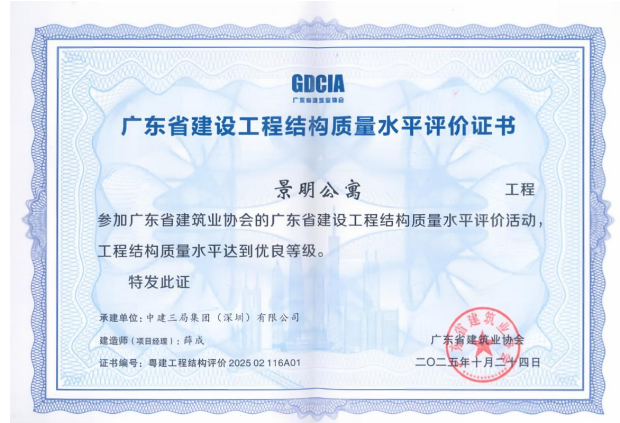 GDCIA
广东省建筑业协会
广东省建设工程结构质量水平评价证书
景明公寓 工程
参加广东省建筑业协会的广东省建设工程结构质量水平评价活动，
工程结构质量水平达到优良等级。
特发此证
承建单位：中建三局集团（深圳）有限公司
建造师（项目经理）：薛成
证书编号：粤建工程结构评价 2025 02 116A01
广东省建筑业协会
二〇二五年十月二十四日